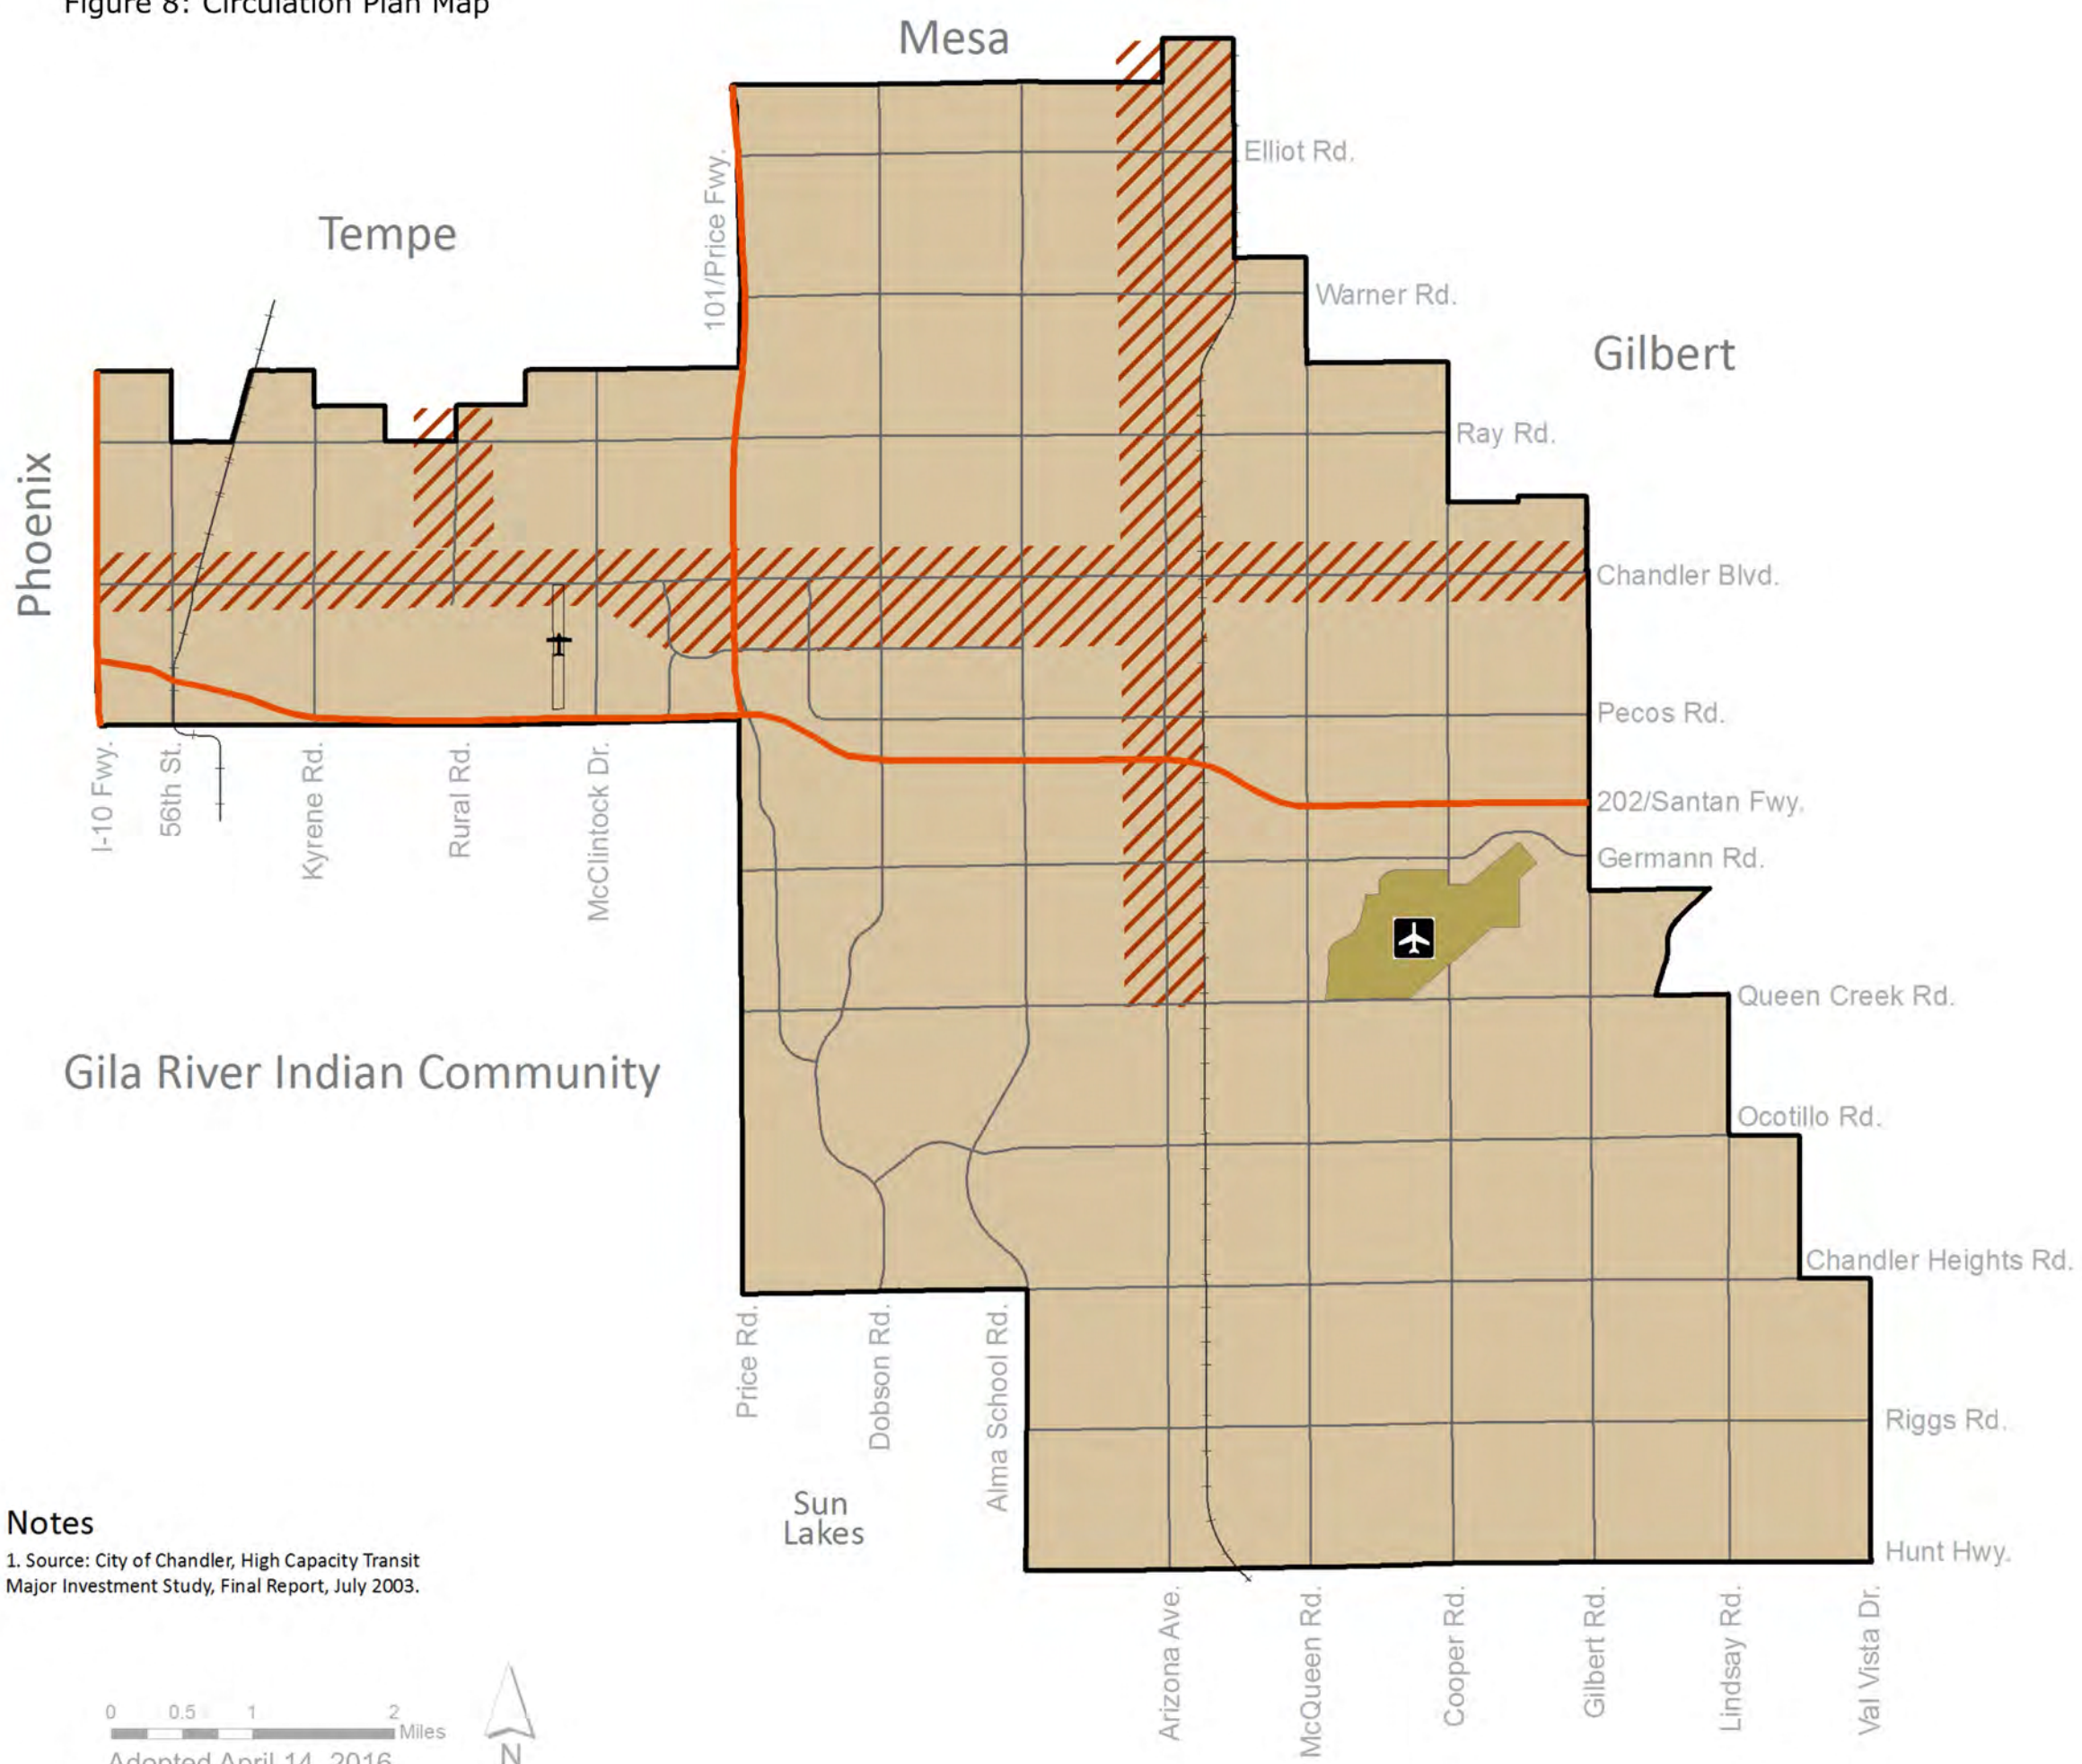 Figure 8: Circulation Plan Map
Mesa
Elliot Rd.
Tempe
101/Price Fwy.
Warner Rd.
Gilbert
Ray Rd.
Phoenix
Chandler Blvd.
Pecos Rd.
202/Santan Fwy.
Germann Rd.
I-10 Fwy.
56th St.
Kyrene Rd.
Rural Rd.
McClintock Dr.
Queen Creek Rd.
Gila River Indian Community
Ocotillo Rd.
Chandler Heights Rd.
Price Rd.
Dobson Rd.
Alma School Rd.
Riggs Rd.
Sun
Lakes
Hunt Hwy.
Notes
1. Source: City of Chandler, High Capacity Transit
Major Investment Study, Final Report, July 2003.
Arizona Ave.
McQueen Rd.
Cooper Rd.
Gilbert Rd.
Lindsay Rd.
Val Vista Dr.
0 0.5 1 2
Miles
N
Adopted April 14, 2016